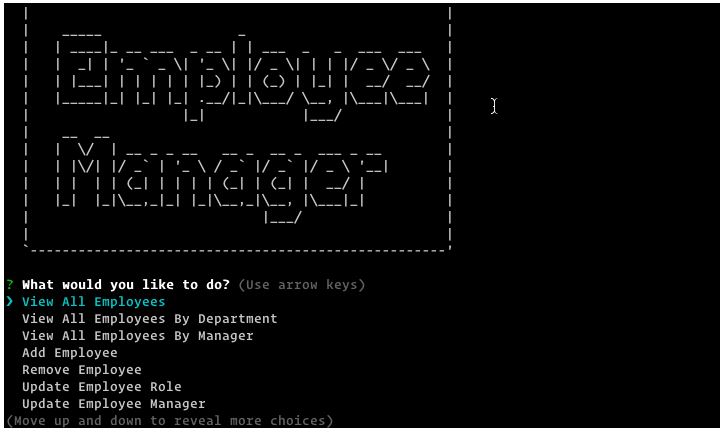 Employee
Manager
? What would you like to do? (Use arrow keys)
❯ View All Employees
View All Employees By Department
View All Employees By Manager
Add Employee
Remove Employee
Update Employee Role
Update Employee Manager
(Move up and down to reveal more choices)